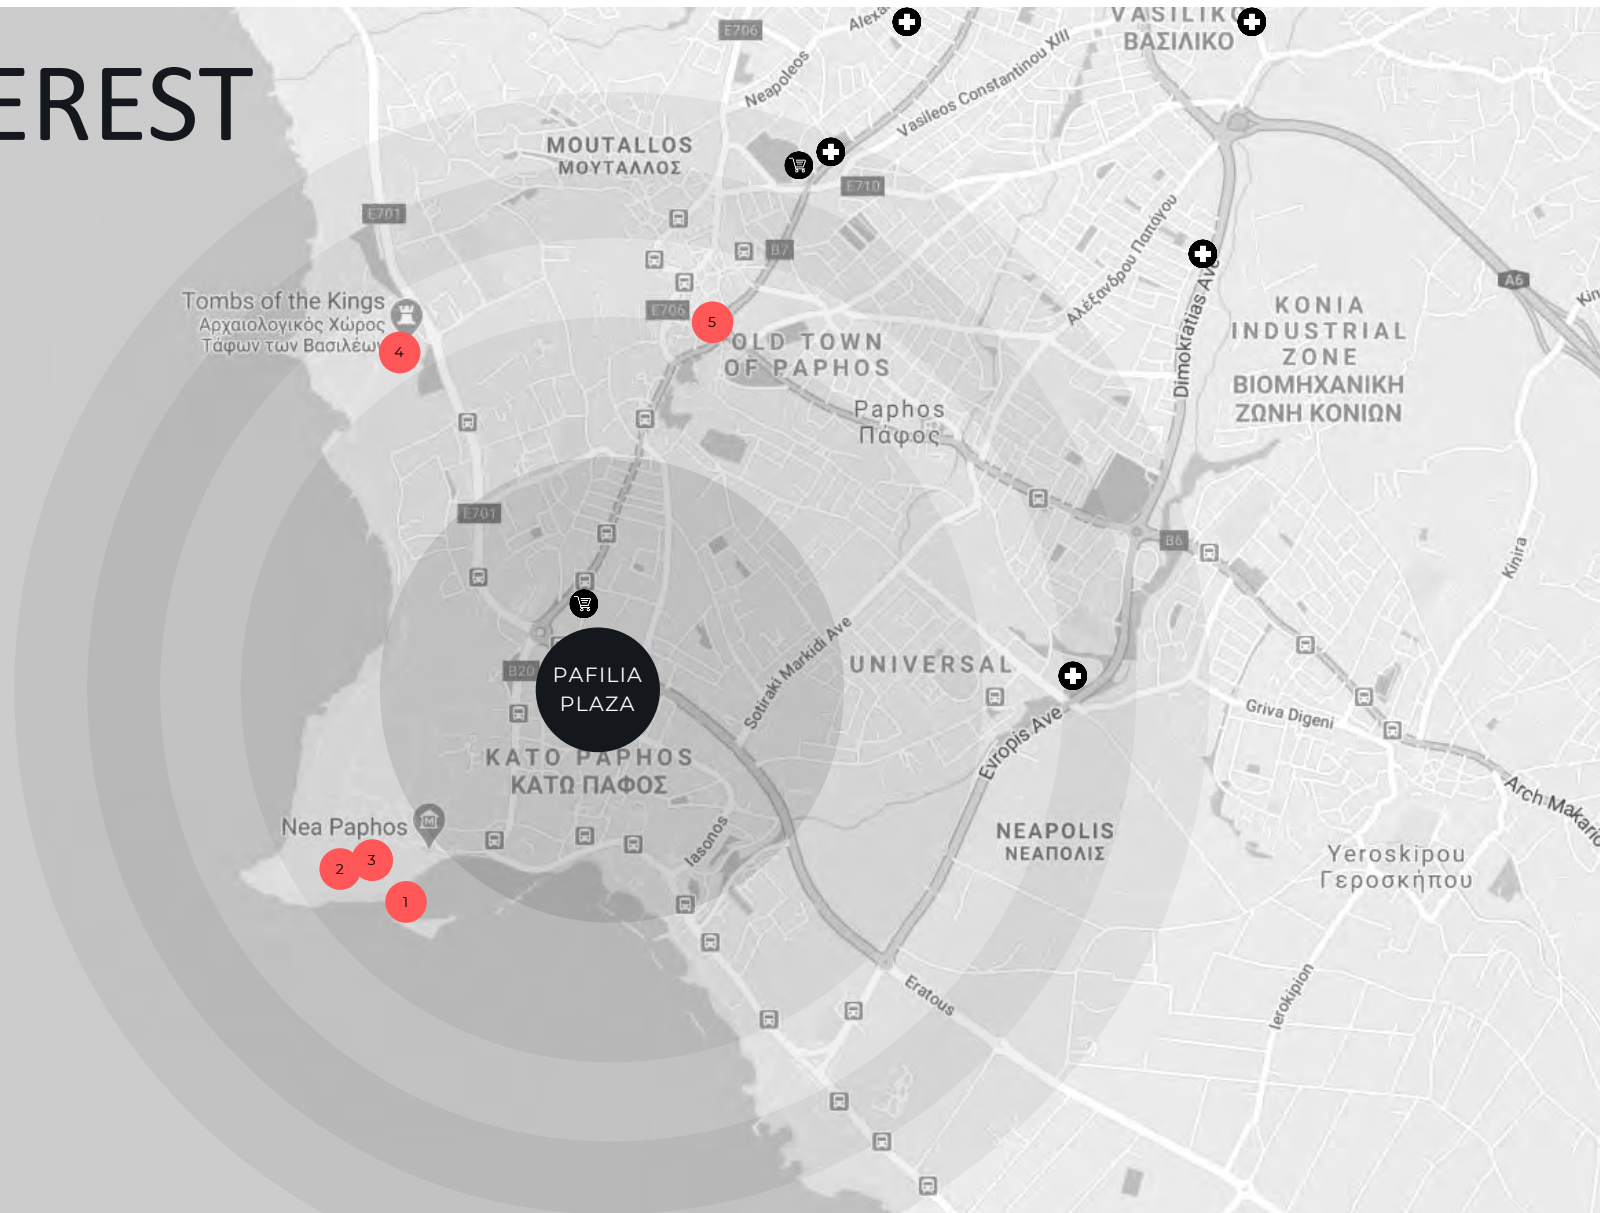 EREST
E706
Alexa
Neapoleos
Vasileos Constantinou XIII
VASILIKO
ΒΑΣΙΛΙΚΟ
MOUTALLOS
ΜΟΥΤΑΛΛΟΣ
E710
E701
B7
Αλεξάνδρου Παπάγου
Dimokratias Ave
A6
Kin
Tombs of the Kings
Αρχαιολογικός Χώρος
Τάφων των Βασιλέων
4
E706
5
OLD TOWN
OF PAPHOS
KONIA
INDUSTRIAL
ZONE
ΒΙΟΜΗΧΑΝΙΚΗ
ΖΩΝΗ ΚΟΝΙΩΝ
Paphos
Πάφος
E701
B6
Kinira
B20
PAFILIA
PLAZA
Sotiraki Markidi Ave
UNIVERSAL
Evropis Ave
Griva Digeni
KATO PAPHOS
ΚΑΤΩ ΠΑΦΟΣ
Arch Makario
Nea Paphos
2
3
1
Iasonos
NEAPOLIS
ΝΕΑΠΟΛΙΣ
Yeroskipou
Γεροσκήπου
Eratous
Ierokipion